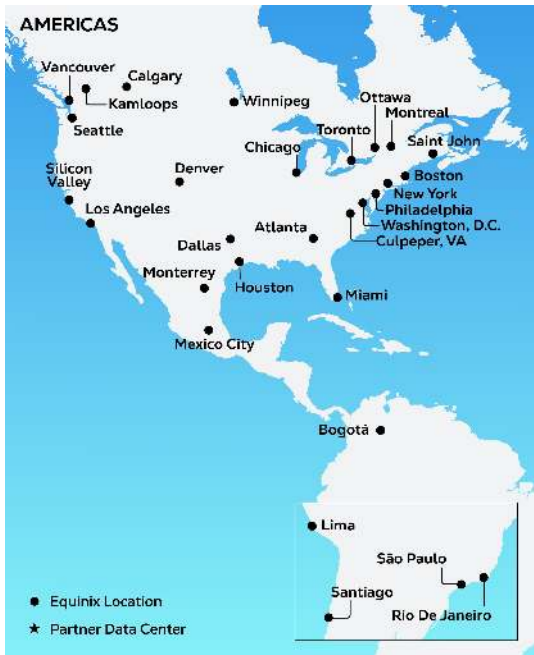 AMERICAS
Vancouver
Calgary
Kamloops
Winnipeg
Ottawa
Montreal
Seattle
Toronto
Saint John
Chicago
Silicon
Valley
Denver
Boston
New York
Los Angeles
Philadelphia
Washington, D.C.
Atlanta
Dallas
Culpeper, VA
Monterrey
Houston
Miami
Mexico City
Bogotá
Lima
São Paulo
Santiago
Rio De Janeiro
Equinix Location
Partner Data Center